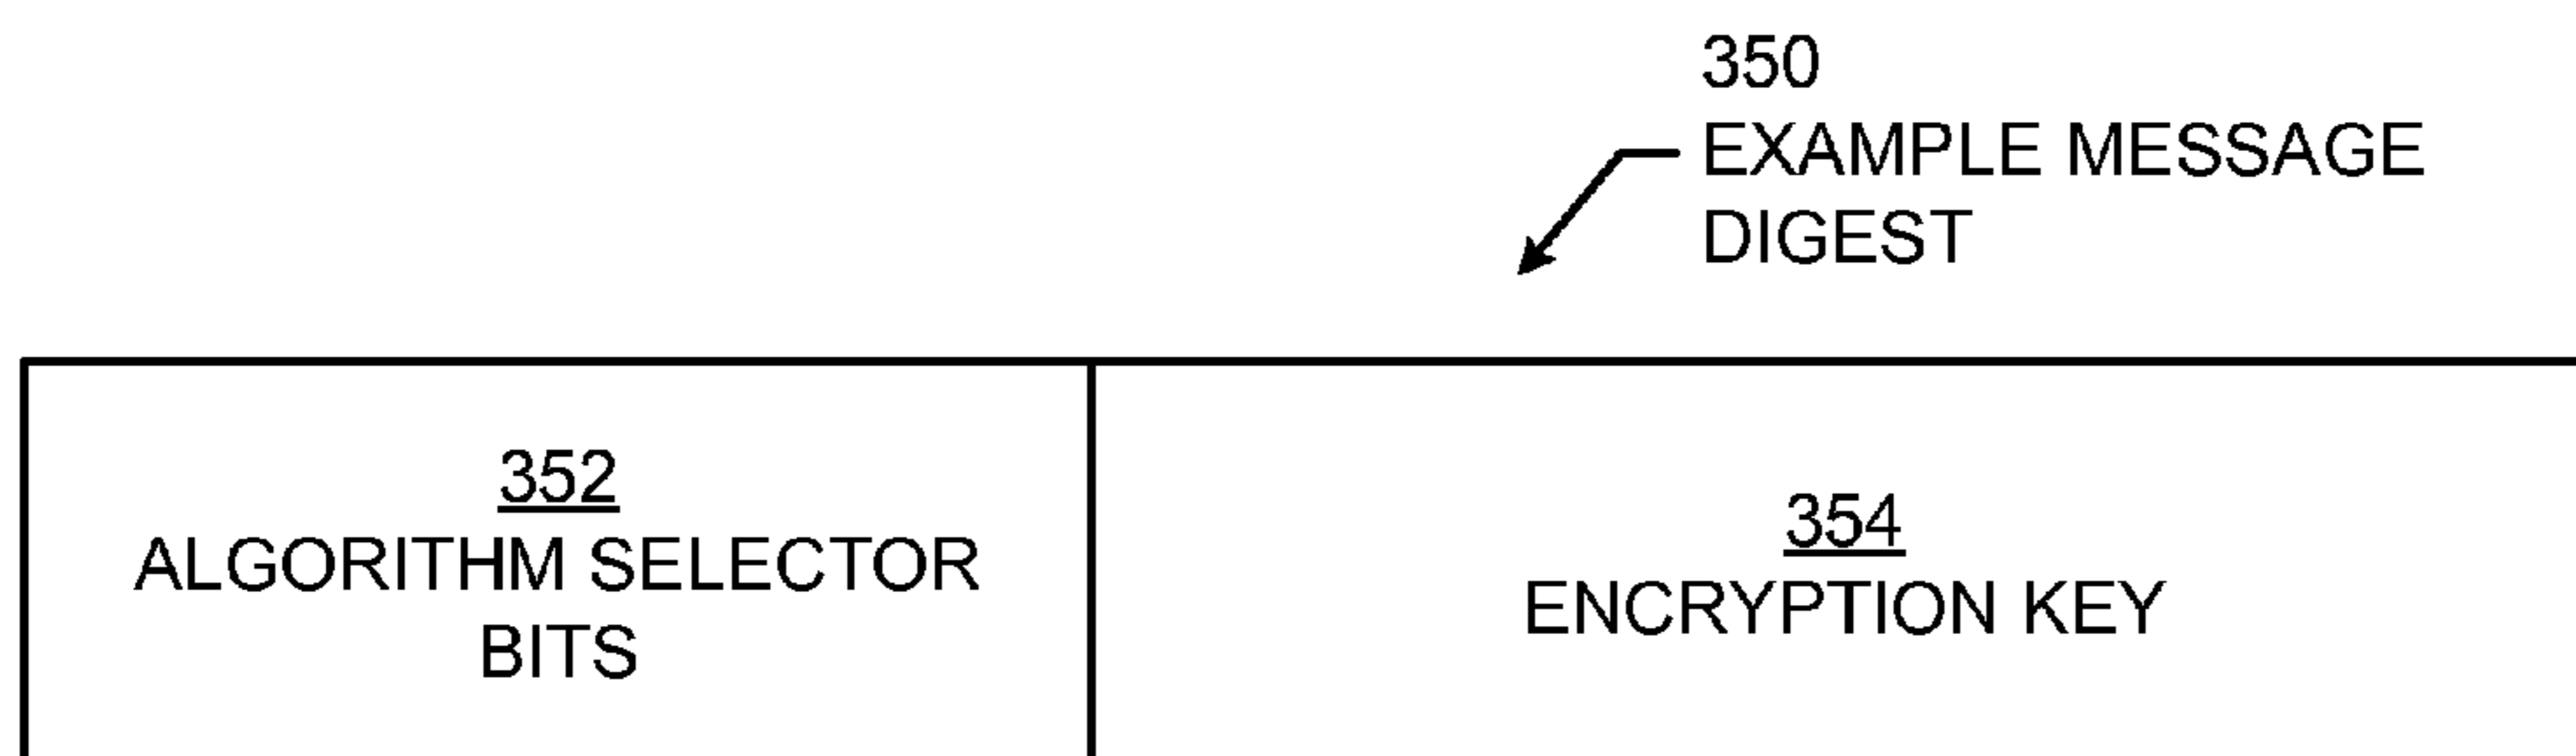 350
EXAMPLE MESSAGE
DIGEST
352
ALGORITHM SELECTOR
BITS
354
ENCRYPTION KEY